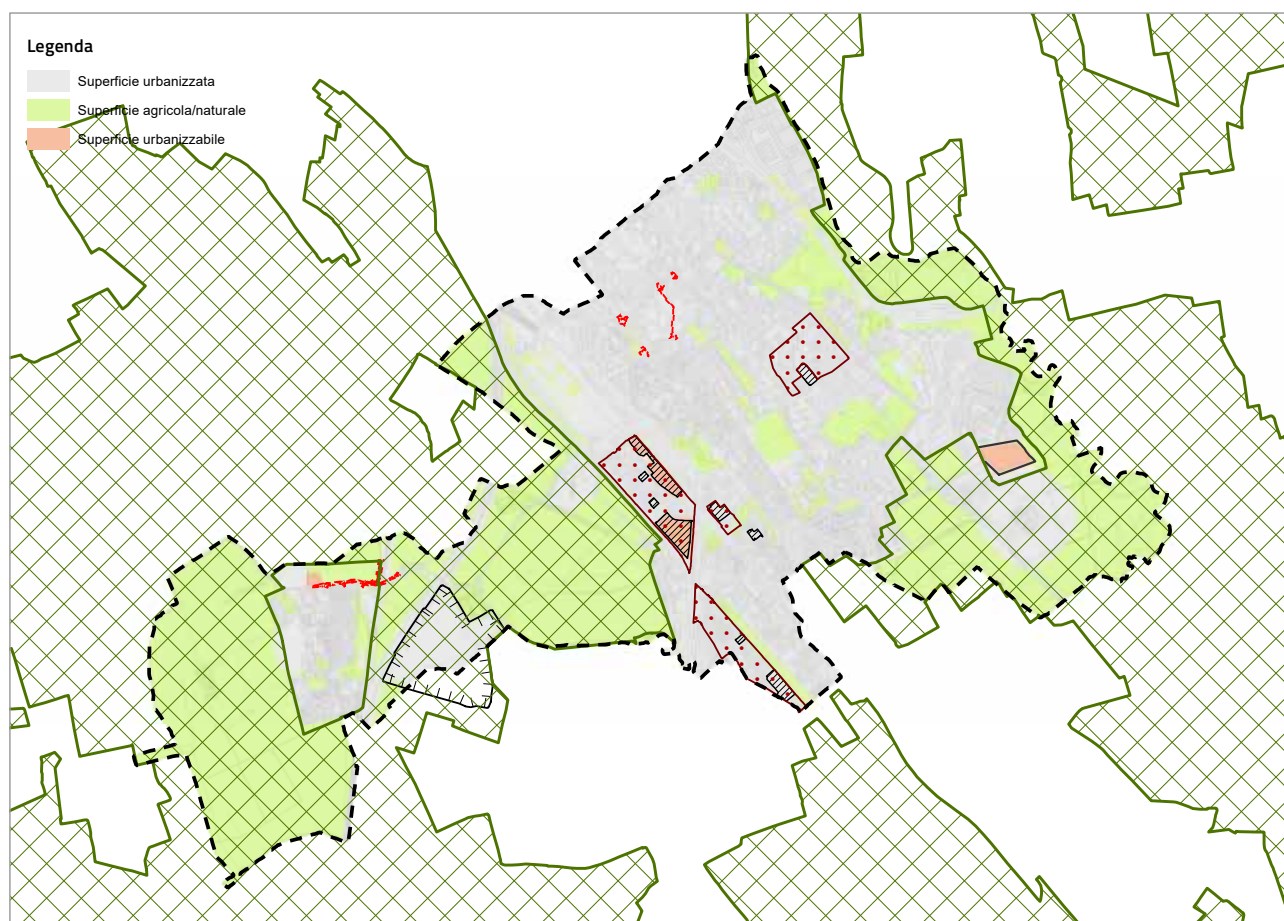 Legenda
Superficie urbanizzata
Superficie agricola/naturale
Superficie urbanizzabile